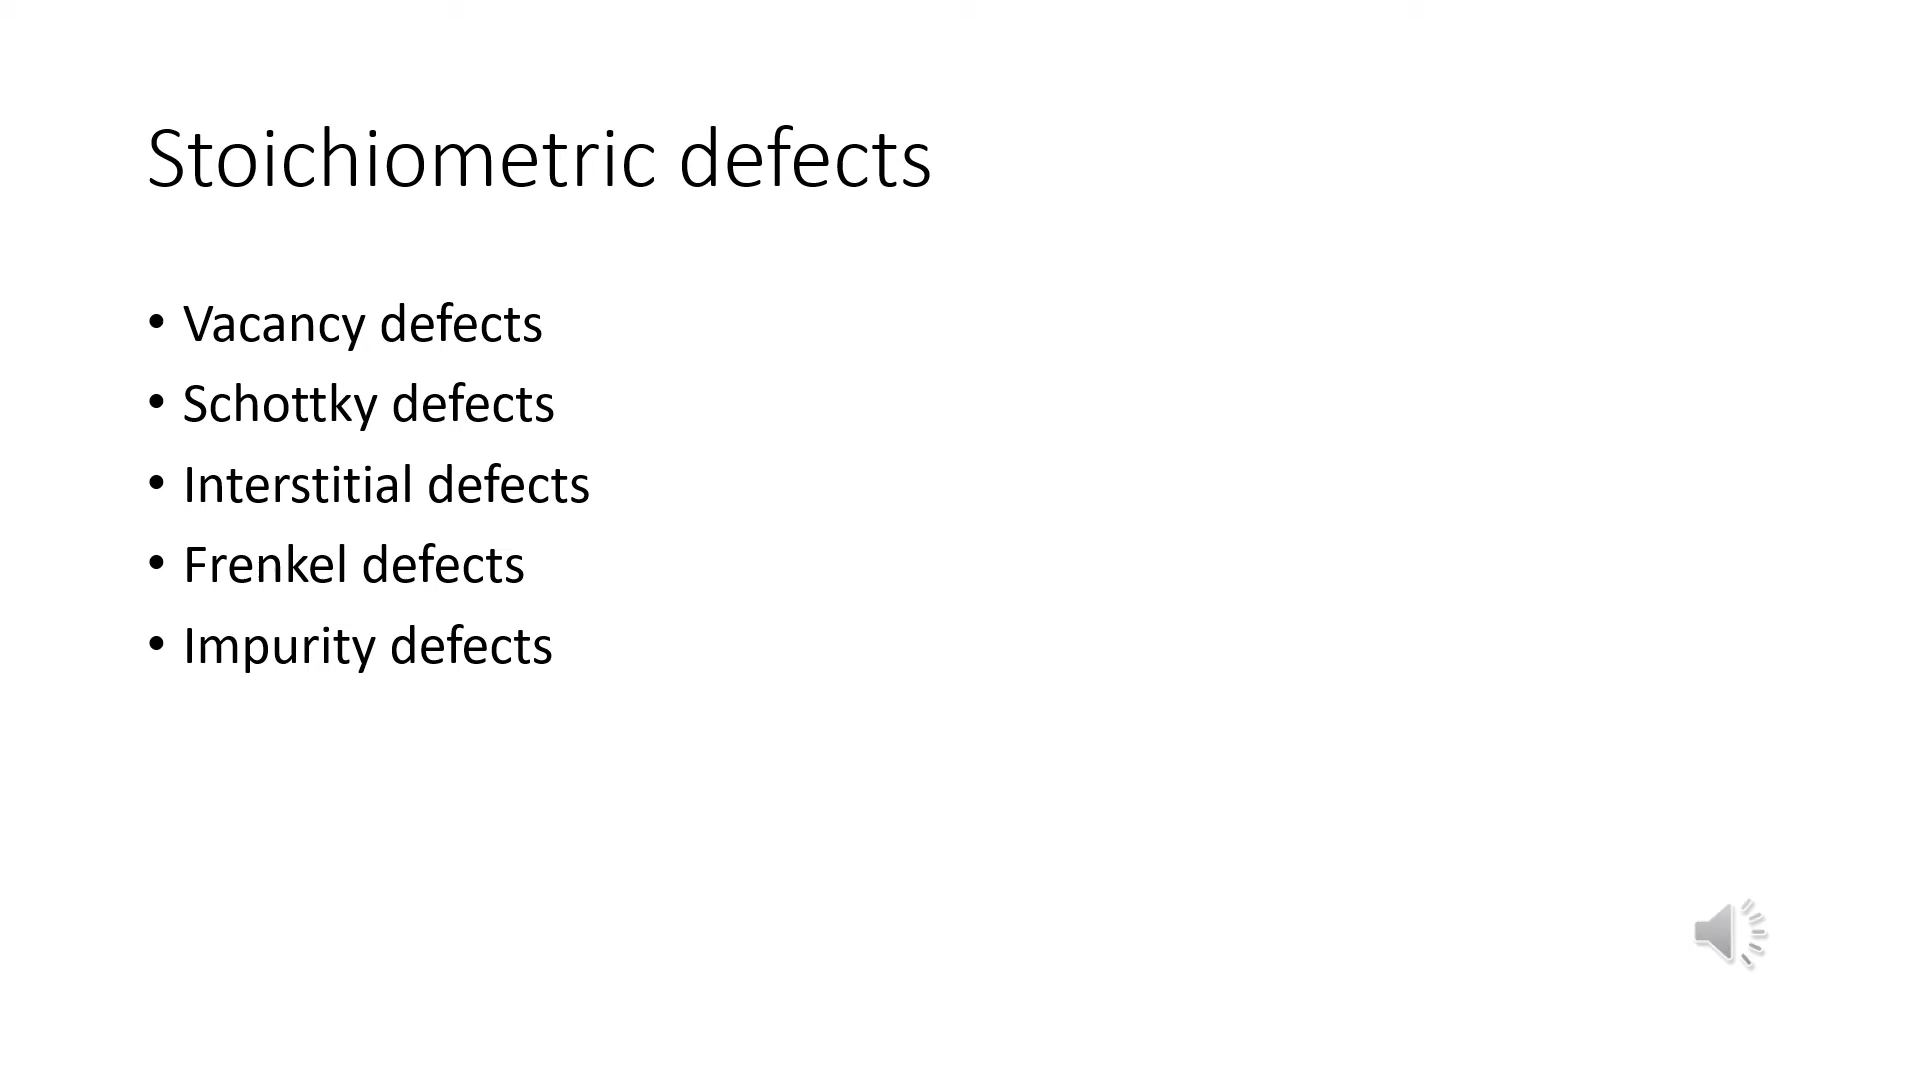 Stoichiometric defects
• Vacancy defects
• Schottky defects
• Interstitial defects
• Frenkel defects
• Impurity defects